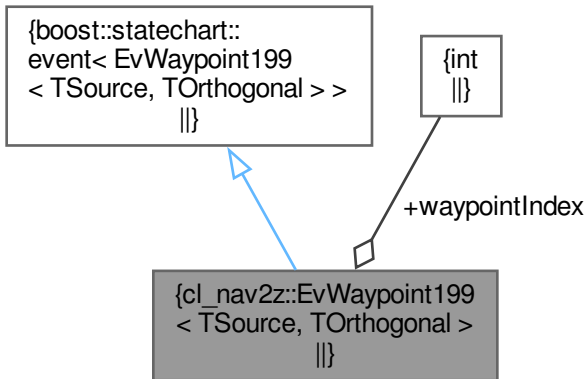 {boost::statechart::
event< EvWaypoint199
< TSource, TOrthogonal > >
||}
{int
||}
+waypointIndex
{cl_nav2z::EvWaypoint199
< TSource, TOrthogonal >
||}